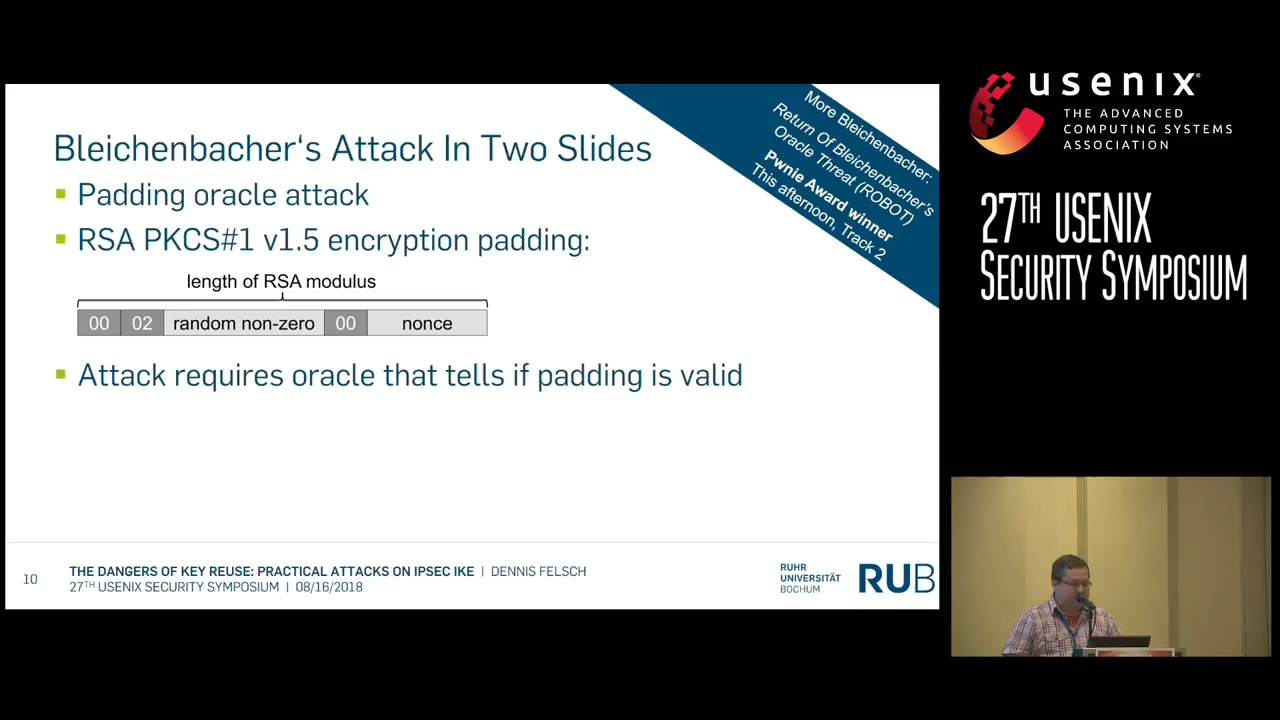 Bleichenbacher‘s Attack In Two Slides
▪ Padding oracle attack
▪ RSA PKCS#1 v1.5 encryption padding:
length of RSA modulus
00 02 random non-zero 00 nonce
▪ Attack requires oracle that tells if padding is valid
More Bleichenbacher:
Return Of Bleichenbacher's
Oracle Threat (ROBOT)
Pwnie Award winner
This afternoon, Track 2
10
THE DANGERS OF KEY REUSE: PRACTICAL ATTACKS ON IPSEC IKE | DENNIS FELSCH
27TH USENIX SECURITY SYMPOSIUM | 08/16/2018
RUHR
UNIVERSITÄT
BOCHUM
RUB
usenix®
THE ADVANCED
COMPUTING SYSTEMS
ASSOCIATION
27TH USENIX
SECURITY SYMPOSIUM